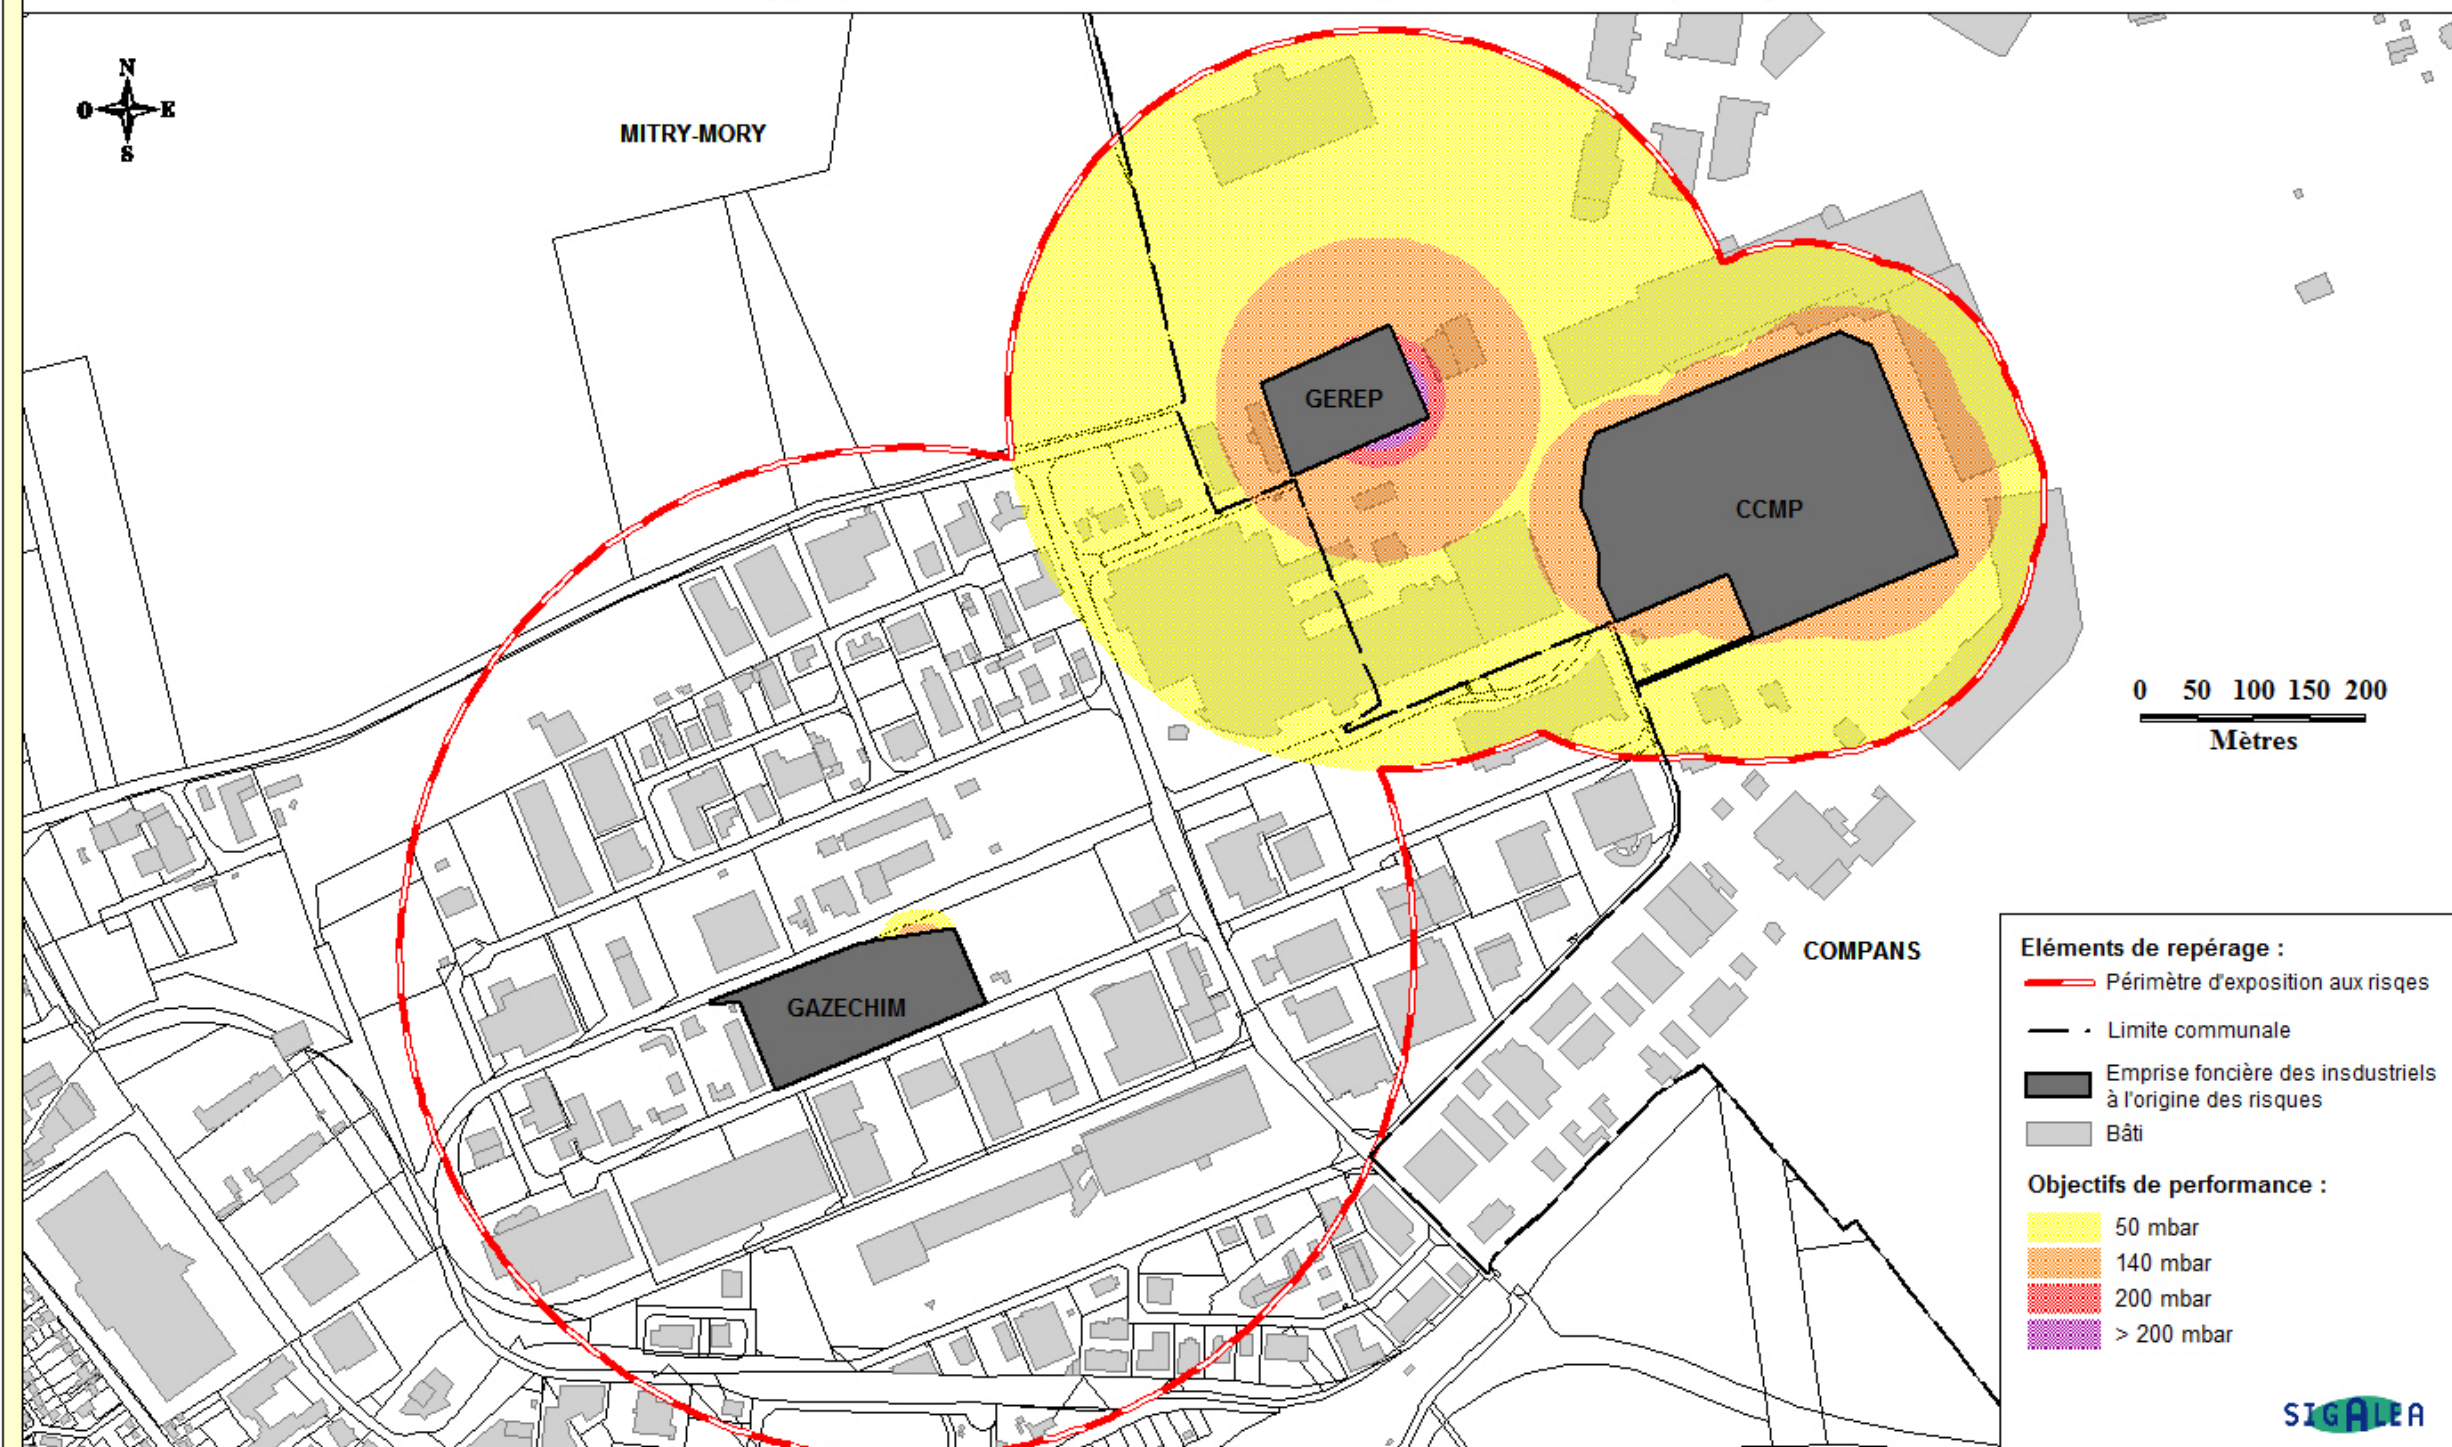 N
O E
S
MITRY-MORY
GEREP
CCMP
0 50 100 150 200
Mètres
GAZECHIM
COMPANS
Eléments de repérage :
Périmètre d'exposition aux risqes
Limite communale
Emprise foncière des insdustriels
à l'origine des risques
Bâti
Objectifs de performance :
50 mbar
140 mbar
200 mbar
> 200 mbar
SIGALEA